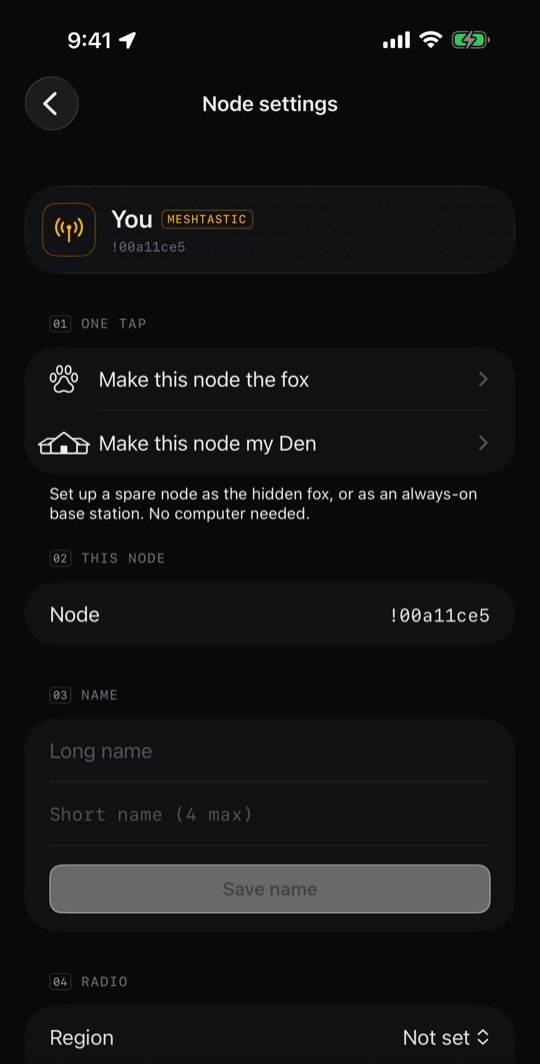 9:41
Node settings
You MESHTASTIC
!00a11ce5
01 ONE TAP
Make this node the fox
Make this node my Den
Set up a spare node as the hidden fox, or as an always-on
base station. No computer needed.
02 THIS NODE
Node !00a11ce5
03 NAME
Long name
Short name (4 max)
Save name
04 RADIO
Region Not set